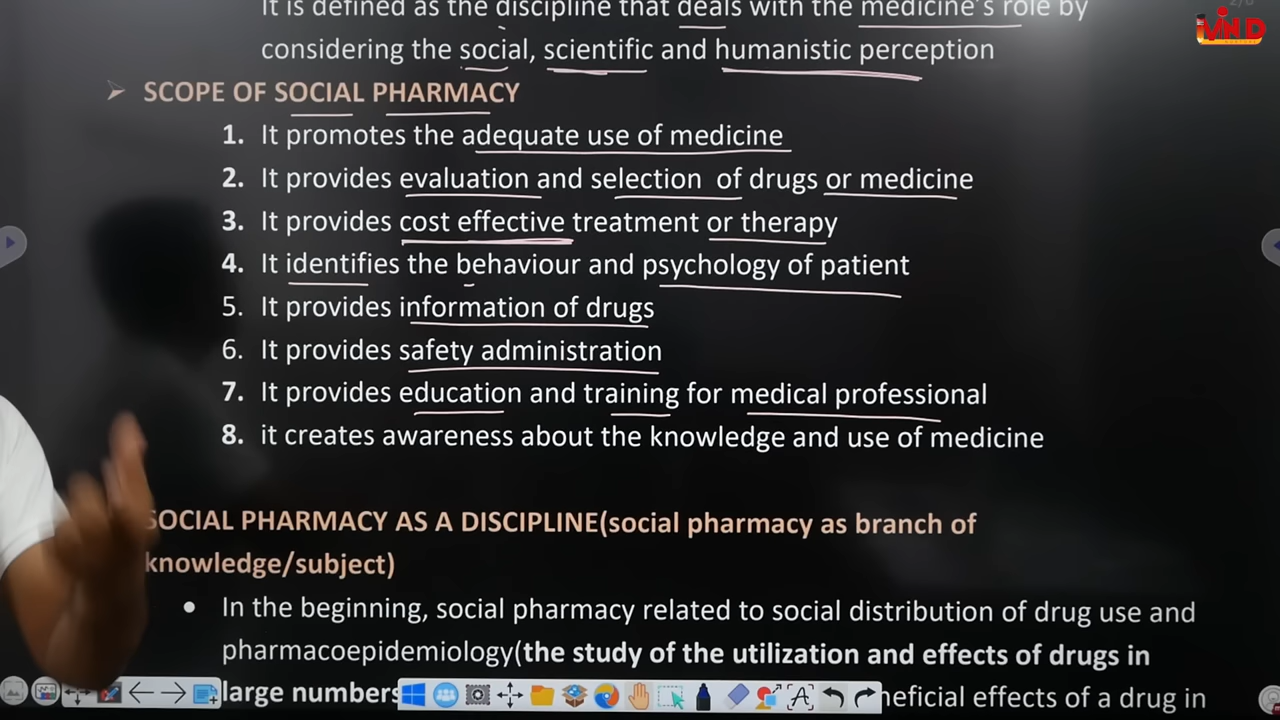 It is defined as the discipline that deals with the medicine's role by
considering the social, scientific and humanistic perception
➢ SCOPE OF SOCIAL PHARMACY
1. It promotes the adequate use of medicine
2. It provides evaluation and selection of drugs or medicine
3. It provides cost effective treatment or therapy
4. It identifies the behaviour and psychology of patient
5. It provides information of drugs
6. It provides safety administration
7. It provides education and training for medical professional
8. it creates awareness about the knowledge and use of medicine
SOCIAL PHARMACY AS A DISCIPLINE(social pharmacy as branch of
knowledge/subject)
• In the beginning, social pharmacy related to social distribution of drug use and
pharmacoepidemiology(the study of the utilization and effects of drugs in
large numbers neficial effects of a drug in